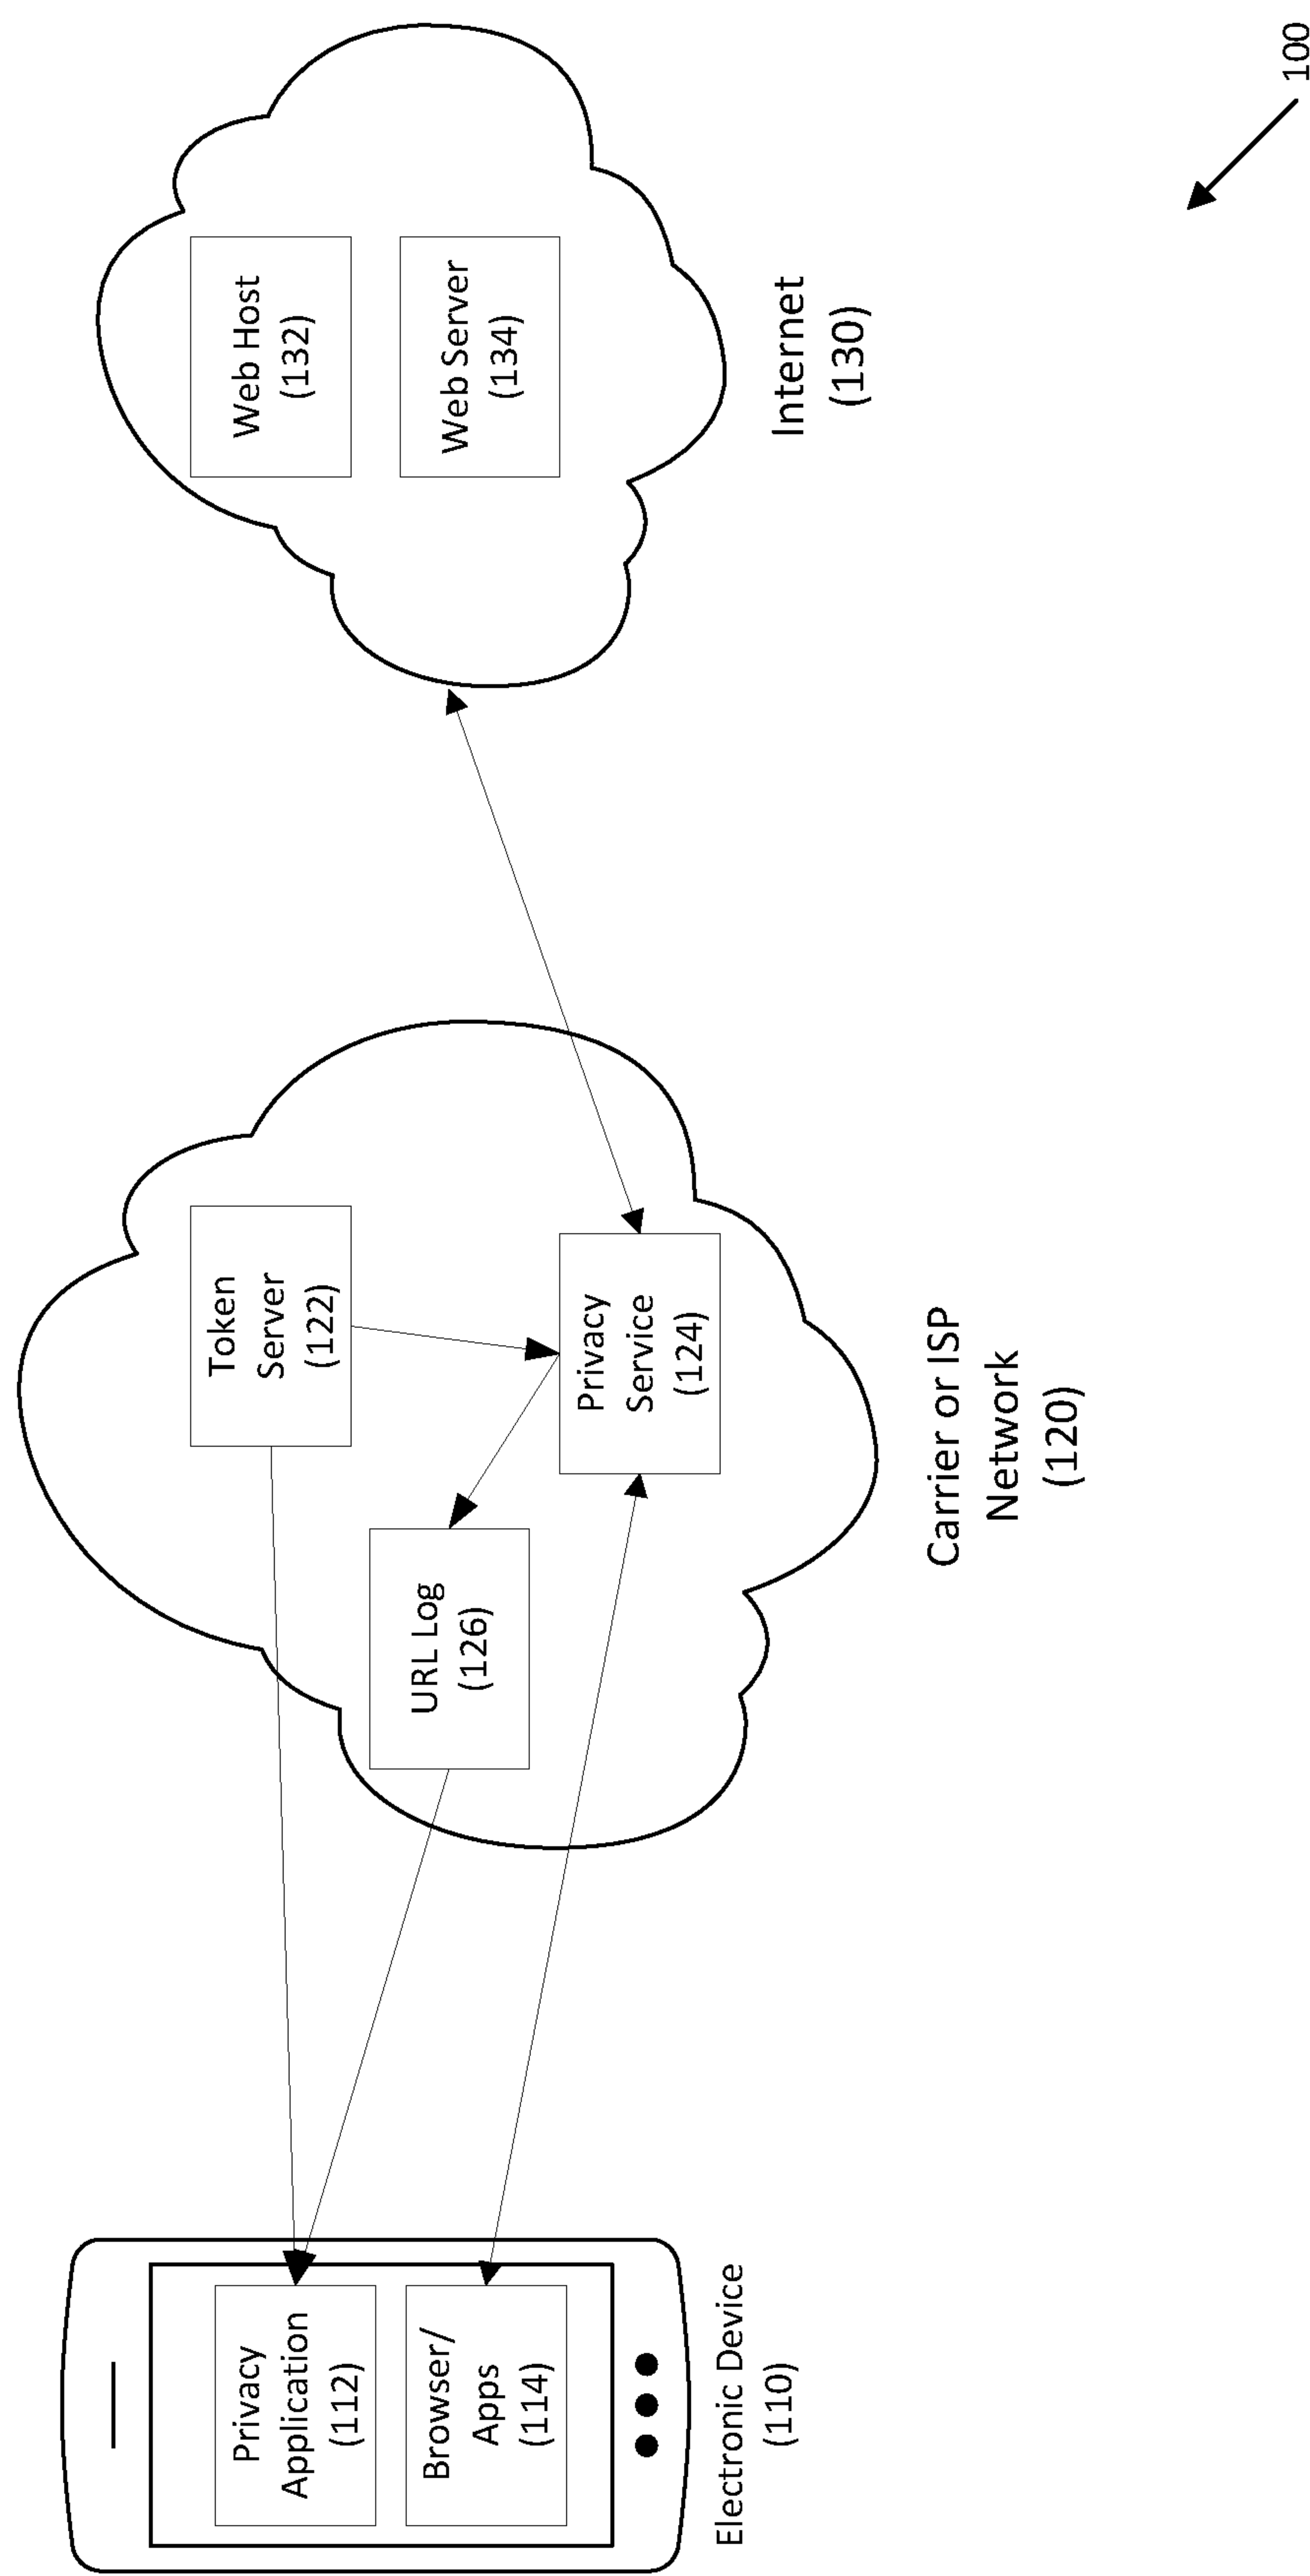 Privacy
Application
(112)
Browser/
Apps
(114)
Electronic Device
(110)
Token
Server
(122)
URL Log
(126)
Privacy
Service
(124)
Carrier or ISP
Network
(120)
Web Host
(132)
Web Server
(134)
Internet
(130)
100